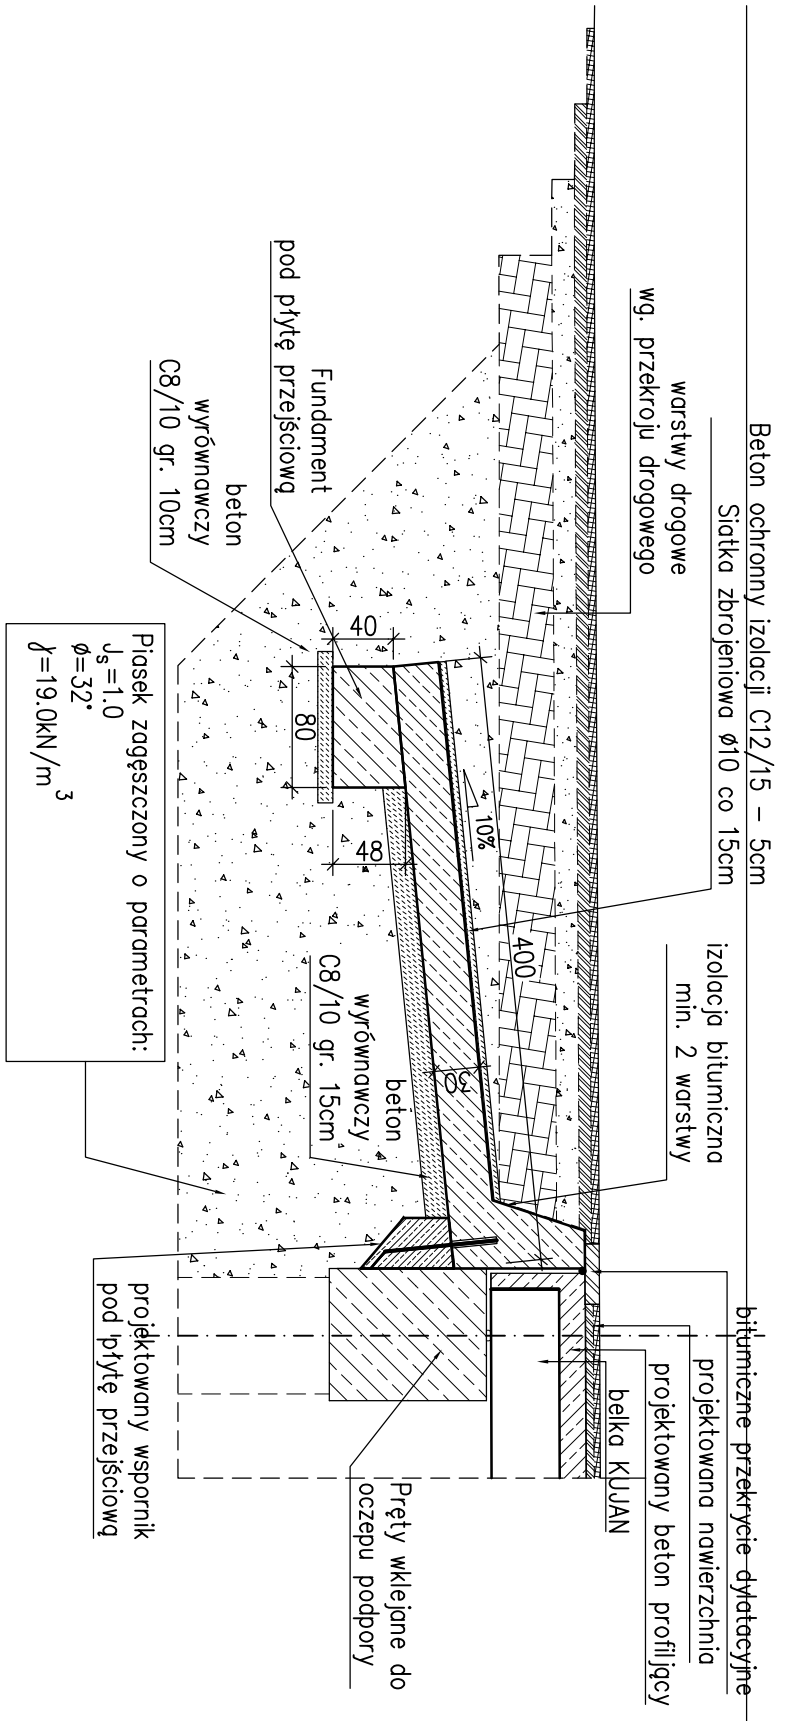 Beton ochronny izolacji C12/15 – 5cm
Siatka zbrojeniowa ø10 co 15cm
warstwy drogowe
wg. przekroju drogowego
izolacja bitumiczna
min. 2 warstwy
bitumiczne przekrycie dylatacyjne
projektowana nawierzchnia
projektowany beton profiljący
belka KUJAN
Pręty wklejane do
oczepu podpory
Fundament
pod płytę przejściową
beton
wyrównawczy
C8/10 gr. 10cm
40
80
48
10%
400
30
beton
wyrównawczy
C8/10 gr. 15cm
Piasek zagęszczony o parametrach:
Js=1.0
ø=32°
γ=19.0kN/m³
projektowany wspornik
pod płytę przejściową